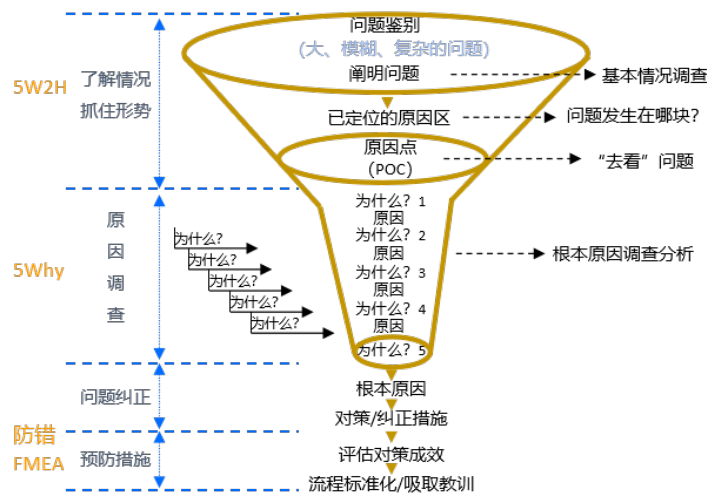 问题鉴别
(大、模糊、复杂的问题)
阐明问题
基本情况调查
5W2H
了解情况
抓住形势
已定位的原因区
问题发生在哪块?
原因点
(POC)
“去看”问题
为什么? 1
原因
为什么? 2
原因
为什么? 3
原因
为什么? 4
原因
为什么? 5
根本原因调查分析
5Why
原
因
调
查
为什么?
为什么?
为什么?
为什么?
为什么?
问题纠正
根本原因
对策/纠正措施
防错
FMEA
预防措施
评估对策成效
流程标准化/吸取教训